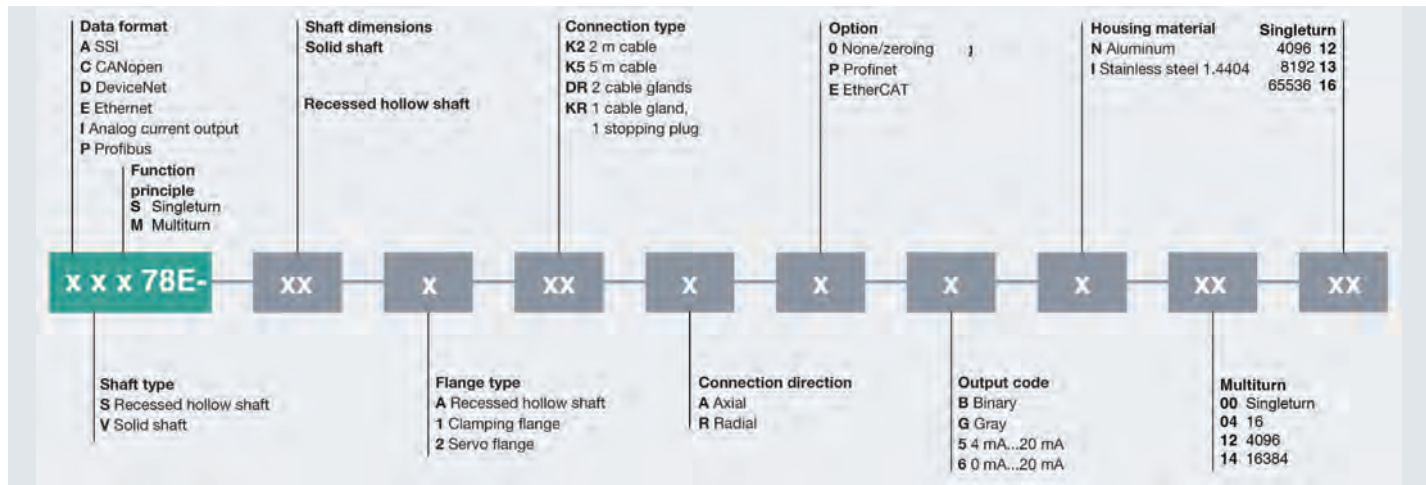 Data format
A SSI
C CANopen
D DeviceNet
E Ethernet
I Analog current output
P Profibus
Function
principle
S Singleturn
M Multiturn
Shaft dimensions
Solid shaft
Recessed hollow shaft
Connection type
K2 2 m cable
K5 5 m cable
DR 2 cable glands
KR 1 cable gland,
1 stopping plug
Option
0 None/zeroing
P Profinet
E EtherCAT
Housing material
N Aluminum
I Stainless steel 1.4404
Singleturn
4096 12
8192 13
65536 16
x x x 78E-
xx
x
xx
x
x
x
x
xx
xx
Shaft type
S Recessed hollow shaft
V Solid shaft
Flange type
A Recessed hollow shaft
1 Clamping flange
2 Servo flange
Connection direction
A Axial
R Radial
Output code
B Binary
G Gray
5 4 mA...20 mA
6 0 mA...20 mA
Multiturn
00 Singleturn
04 16
12 4096
14 16384